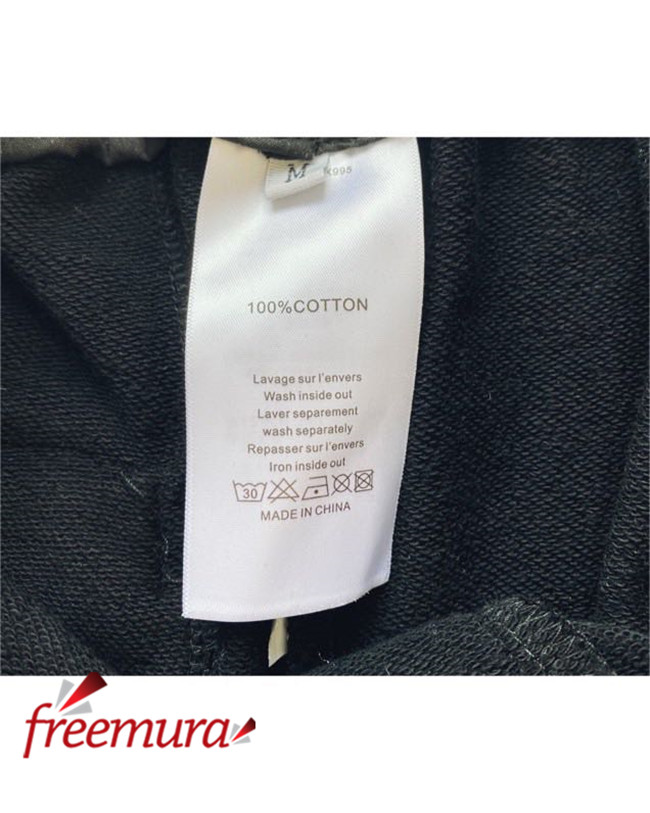 M
K995
100%COTTON
Lavage sur l'envers
Wash inside out
Laver separement
wash separately
Repasser sur l'envers
Iron inside out
30
MADE IN CHINA
freemura